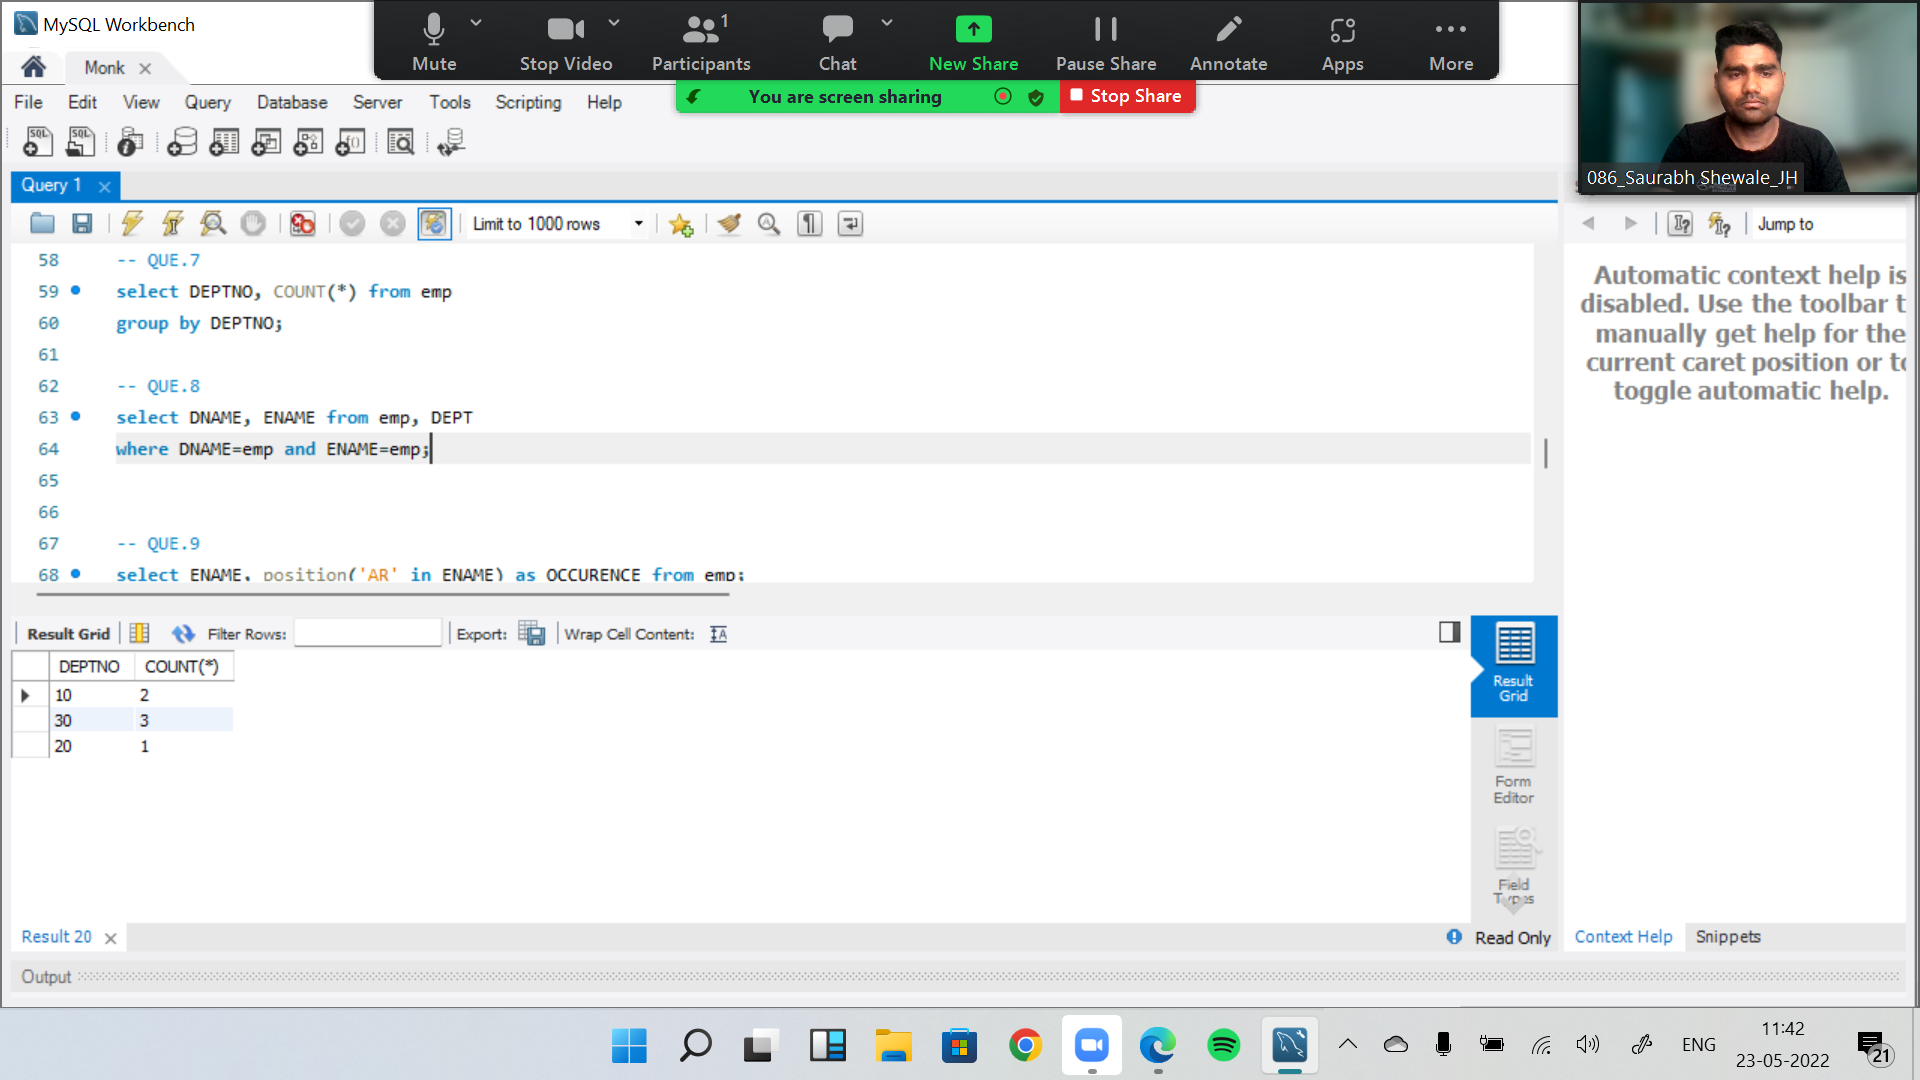 MySQL Workbench
Mute
Stop Video
1
Participants
Chat
New Share
Pause Share
Annotate
Apps
More
You are screen sharing
Stop Share
086_Saurabh Shewale_JH
Monk
File Edit View Query Database Server Tools Scripting Help
SQL SQL
Query 1
Limit to 1000 rows
Jump to
58 -- QUE.7
59 select DEPTNO, COUNT(*) from emp
60 group by DEPTNO;
61
62 -- QUE.8
63 select DNAME, ENAME from emp, DEPT
64 where DNAME=emp and ENAME=emp;
65
66
67 -- QUE.9
68 select ENAME, position('AR' in ENAME) as OCCURENCE from emp;
Automatic context help is
disabled. Use the toolbar t
manually get help for the
current caret position or to
toggle automatic help.
Result Grid Filter Rows: Export: Wrap Cell Content:
DEPTNO COUNT(*)
10 2
30 3
20 1
Result
Grid
Form
Editor
Field
Types
Result 20
Read Only
Context Help Snippets
Output
ENG
11:42
23-05-2022
21